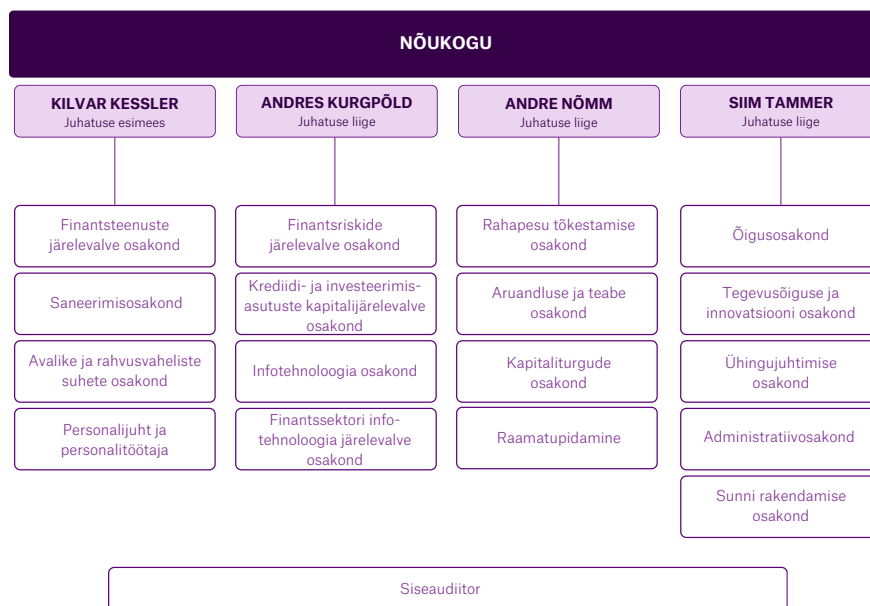 NÕUKOGU
KILVAR KESSLER
Juhatuse esimees
Finantsteenuste
järelevalve osakond
Saneerimisosakond
Avalike ja rahvusvaheliste
suhete osakond
Personalijuht ja
personalitöötaja
ANDRES KURGPÕLD
Juhatuse liige
Finantsriskide
järelevalve osakond
Krediidi- ja investeerimis-
asutuste kapitalijärelevalve
osakond
Infotehnoloogia osakond
Finantssektori info-
tehnoloogia järelevalve
osakond
ANDRE NÕMM
Juhatuse liige
Rahapesu tõkestamise
osakond
Aruandluse ja teabe
osakond
Kapitaliturgude
osakond
Raamatupidamine
SIIM TAMMER
Juhatuse liige
Õigusosakond
Tegevusõiguse ja
innovatsiooni osakond
Ühingujuhtimise
osakond
Administratiivosakond
Sunni rakendamise
osakond
Siseaudiitor